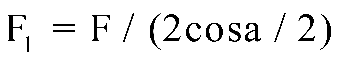 F₁ = F / (2cosa / 2)